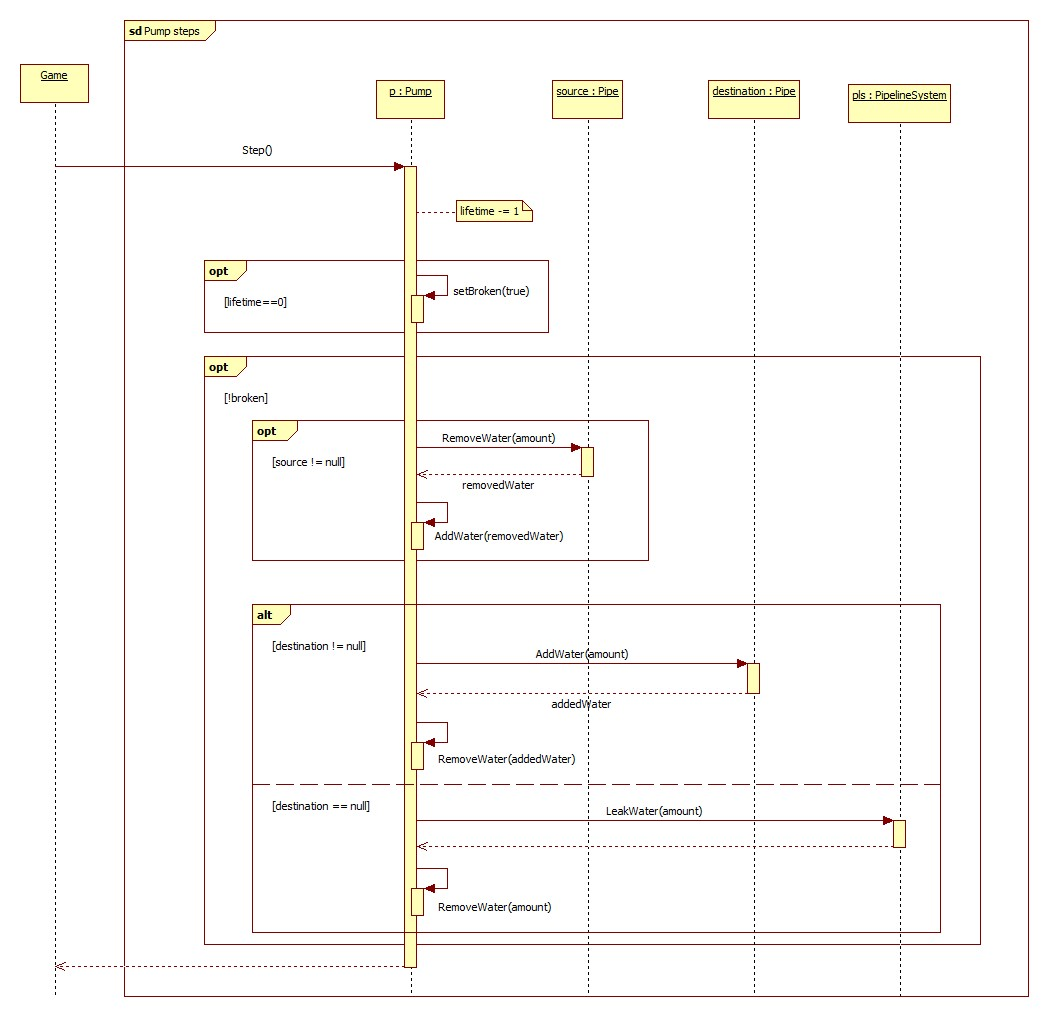 sd Pump steps
Game
p : Pump
source : Pipe
destination : Pipe
pls : PipelineSystem
Step()
lifetime -= 1
opt
setBroken(true)
[lifetime==0]
opt
[!broken]
opt
RemoveWater(amount)
[source != null]
removedWater
AddWater(removedWater)
alt
[destination != null]
AddWater(amount)
addedWater
RemoveWater(addedWater)
[destination == null]
LeakWater(amount)
RemoveWater(amount)